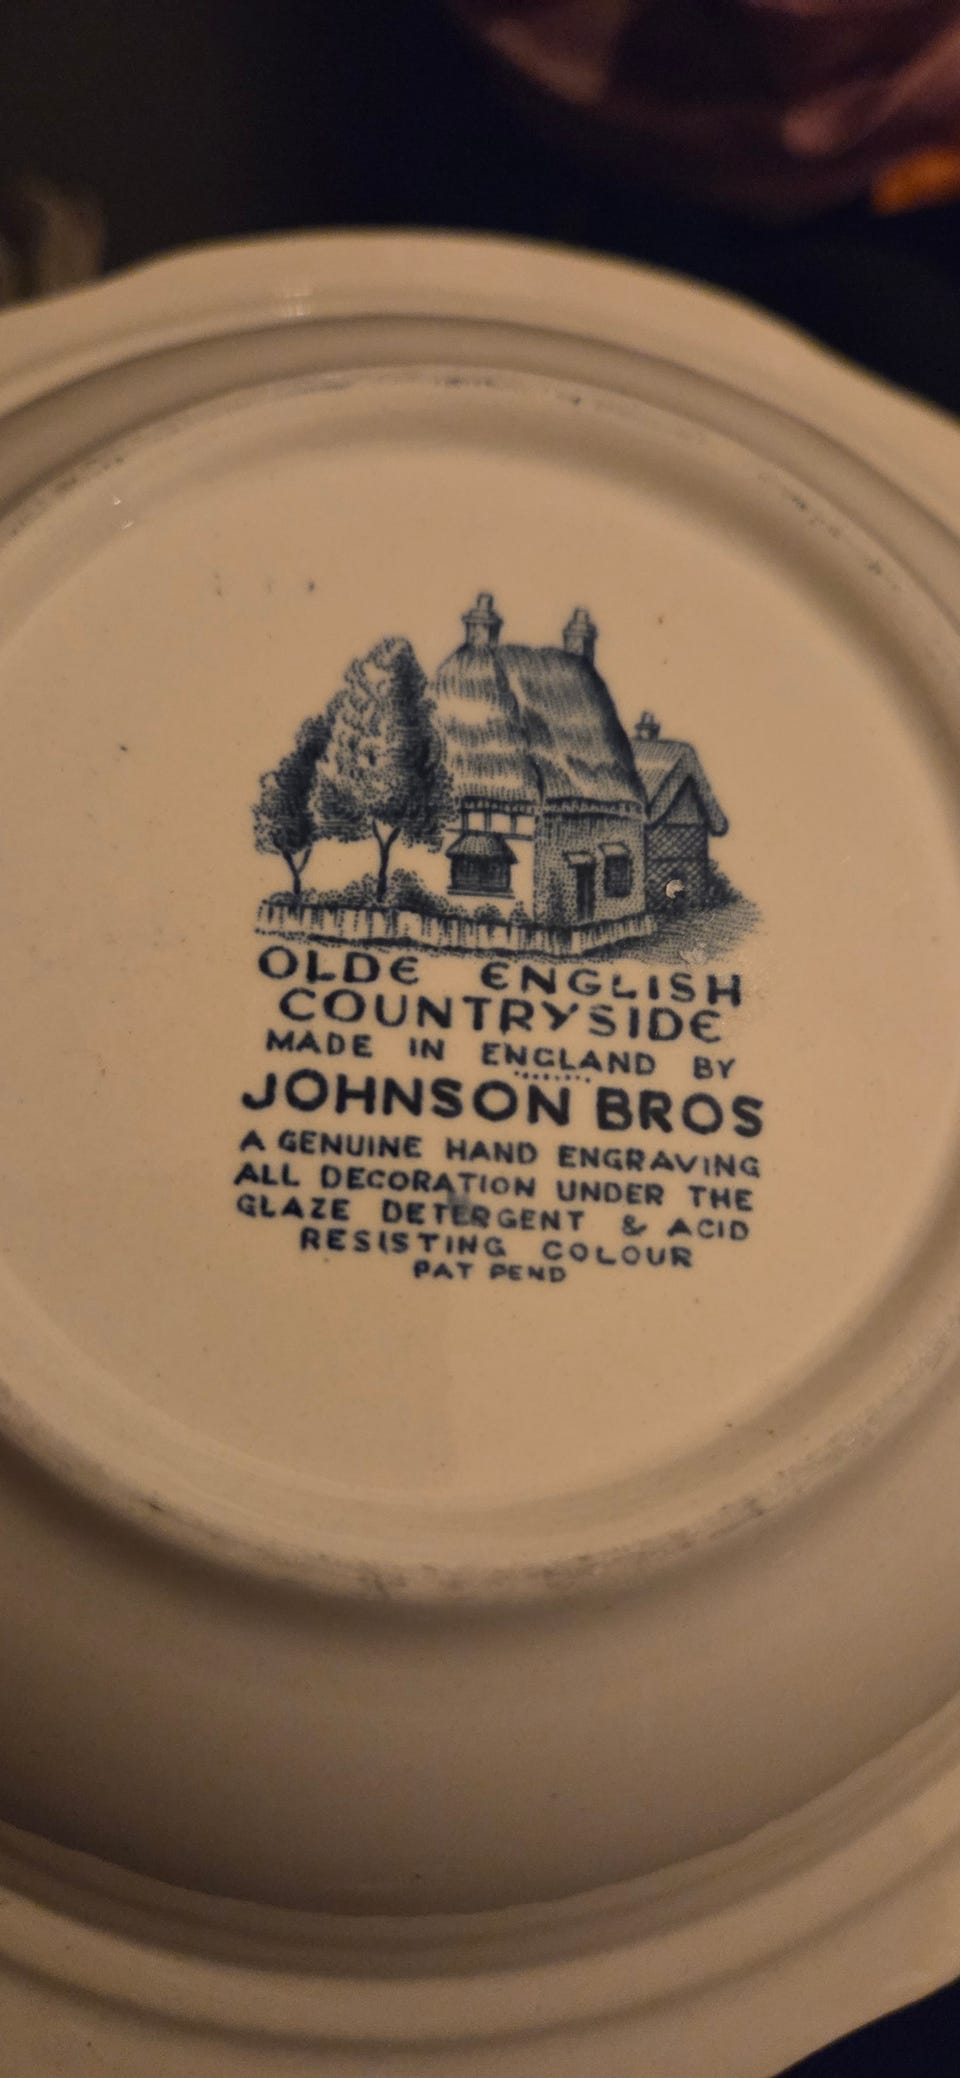 OLDE ENGLISH
COUNTRYSIDE
MADE IN ENGLAND BY
JOHNSON BROS
A GENUINE HAND ENGRAVING
ALL DECORATION UNDER THE
GLAZE DETERGENT & ACID
RESISTING COLOUR
PAT PEND